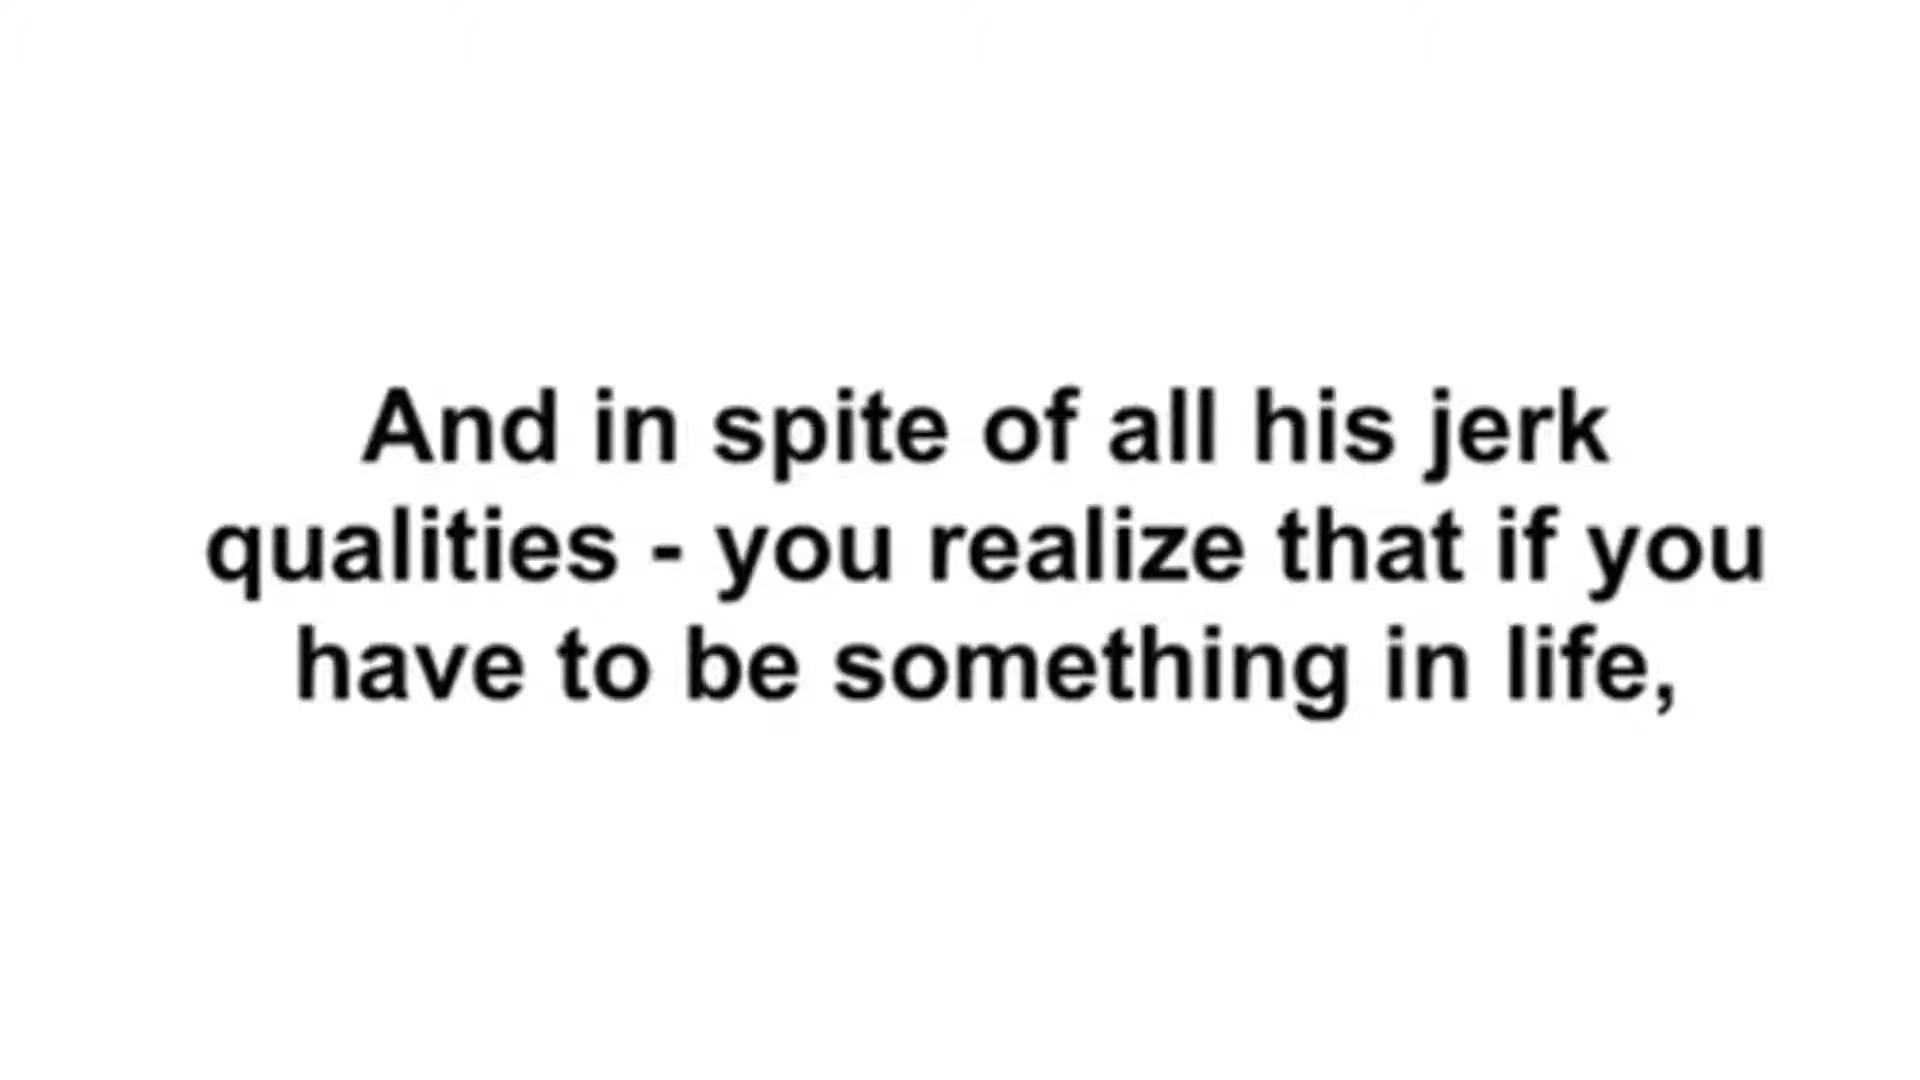 And in spite of all his jerk
qualities - you realize that if you
have to be something in life,